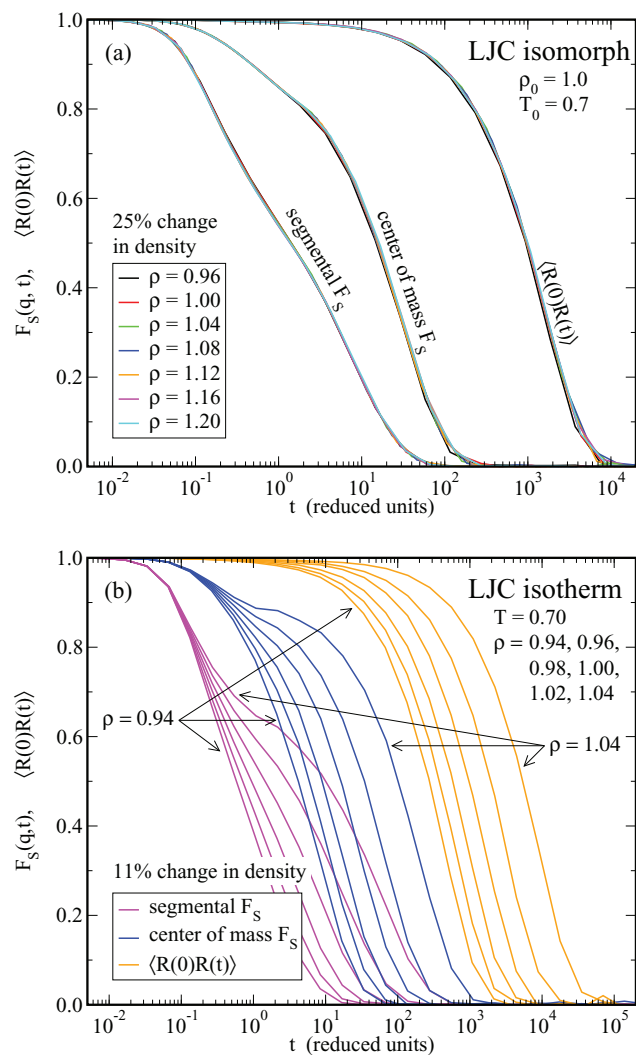 1.0
0.8
0.6
0.4
0.2
0.0
F_S(q, t), ⟨R(0)R(t)⟩
(a)
LJC isomorph
ρ_0 = 1.0
T_0 = 0.7
segmental F_S
center of mass F_S
⟨R(0)R(t)⟩
25% change
in density
ρ = 0.96
ρ = 1.00
ρ = 1.04
ρ = 1.08
ρ = 1.12
ρ = 1.16
ρ = 1.20
10^-2 10^-1 10^0 10^1 10^2 10^3 10^4
t (reduced units)
1.0
0.8
0.6
0.4
0.2
0.0
F_S(q,t), ⟨R(0)R(t)⟩
(b)
LJC isotherm
T = 0.70
ρ = 0.94, 0.96,
0.98, 1.00,
1.02, 1.04
ρ = 0.94
ρ = 1.04
11% change in density
segmental F_S
center of mass F_S
⟨R(0)R(t)⟩
10^-2 10^-1 10^0 10^1 10^2 10^3 10^4 10^5
t (reduced units)